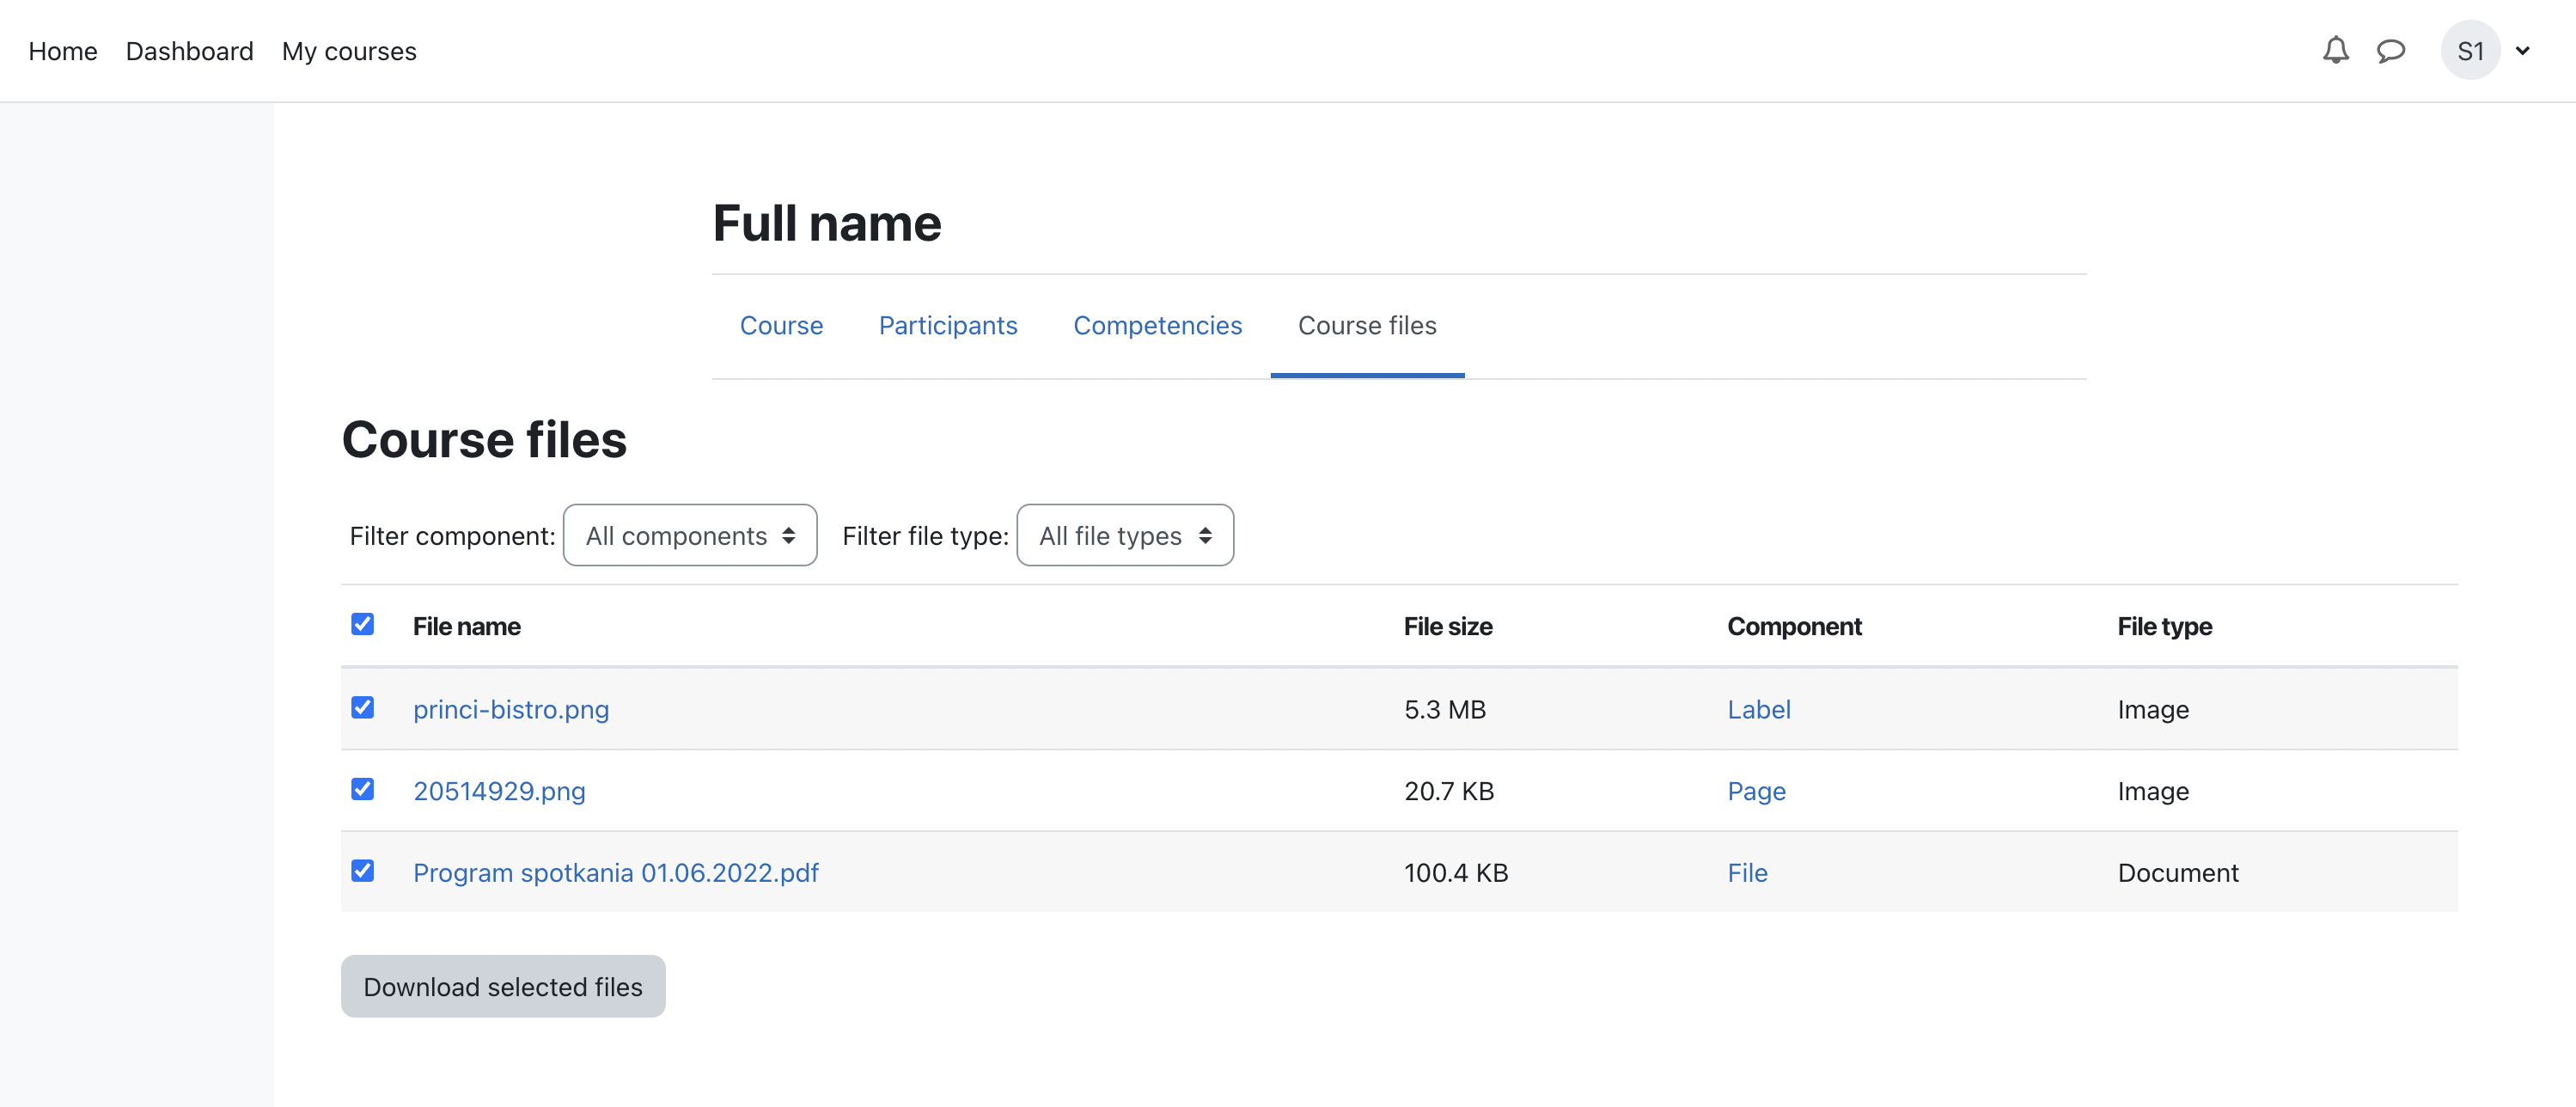 Home Dashboard My courses S1
Full name
Course Participants Competencies Course files
Course files
Filter component: All components Filter file type: All file types
File name File size Component File type
princi-bistro.png 5.3 MB Label Image
20514929.png 20.7 KB Page Image
Program spotkania 01.06.2022.pdf 100.4 KB File Document
Download selected files